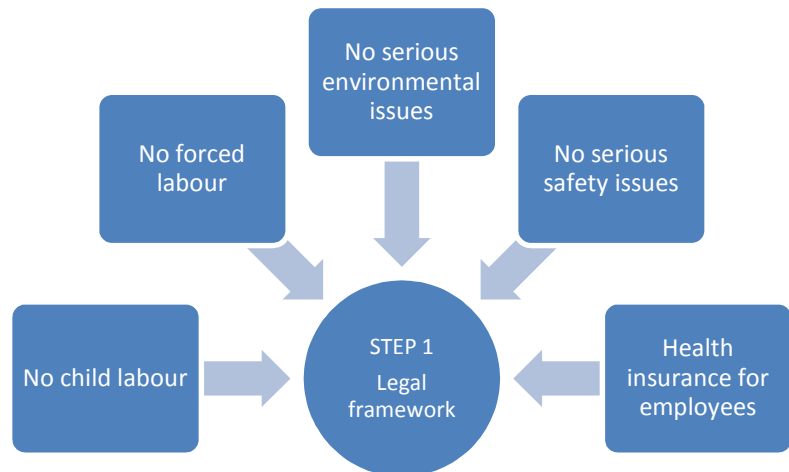 No serious
environmental
issues
No forced
labour
No serious
safety issues
No child labour
STEP 1
Legal
framework
Health
insurance for
employees